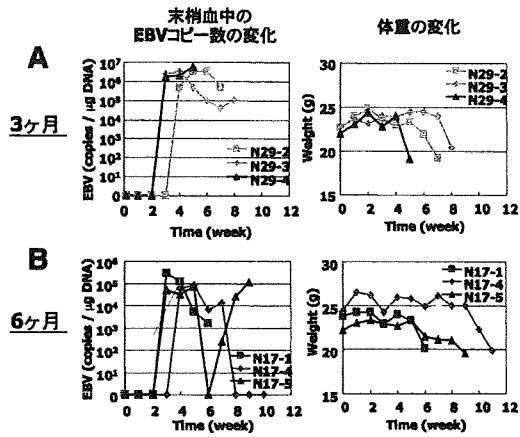 末梢血中の
EBVコピー数の変化
体重の変化
A
3ヶ月
EBV (copies / μg DNA)
10⁷
10⁶
10⁵
10⁴
10³
10²
10¹
0
N29-2
N29-3
N29-4
0 2 4 6 8 10 12
Time (week)
Weight (g)
30
25
20
15
N29-2
N29-3
N29-4
0 2 4 6 8 10 12
Time (week)
B
6ヶ月
EBV (copies / μg DNA)
10⁶
10⁵
10⁴
10³
10²
10¹
0
N17-1
N17-4
N17-5
0 2 4 6 8 10 12
Time (week)
Weight (g)
30
25
20
15
N17-1
N17-4
N17-5
0 2 4 6 8 10 12
Time (week)